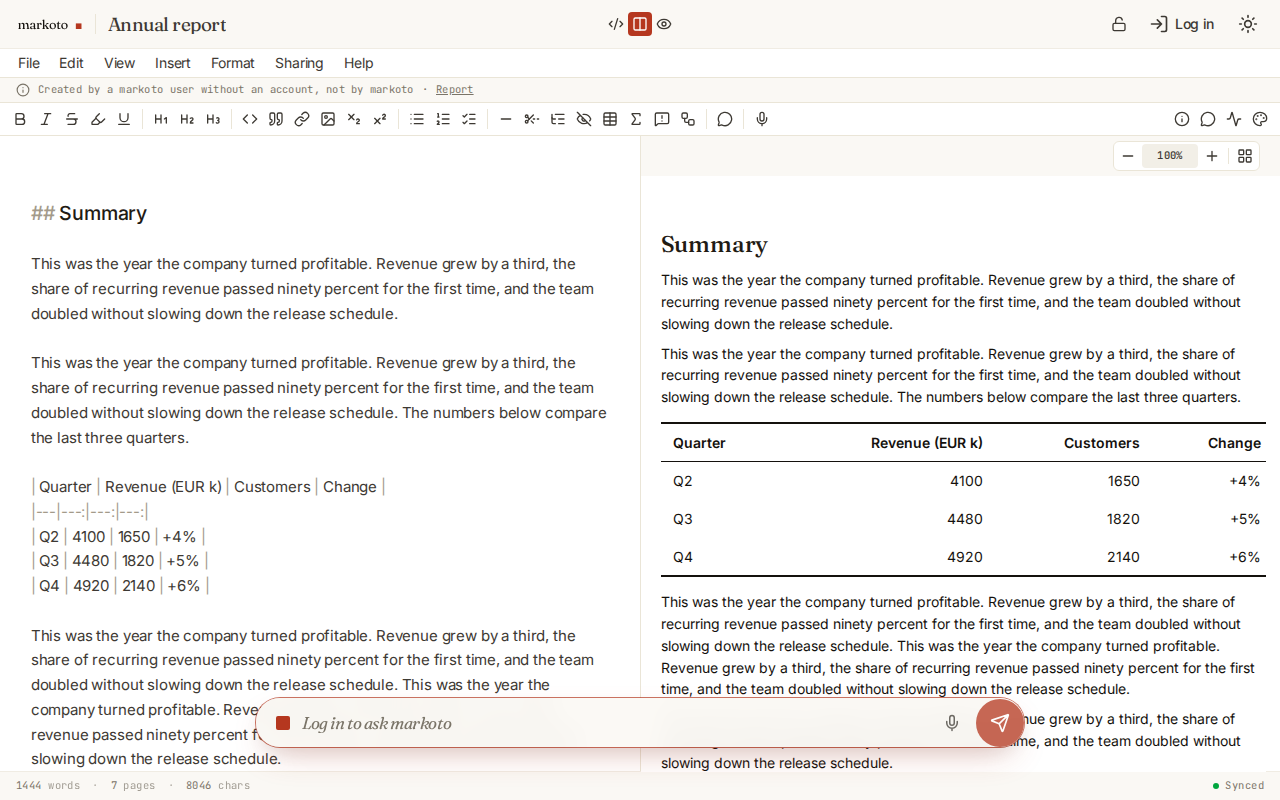 markoto
Annual report
Log in
File Edit View Insert Format Sharing Help
Created by a markoto user without an account, not by markoto · Report
H1 H2 H3
100%
## Summary
This was the year the company turned profitable. Revenue grew by a third, the
share of recurring revenue passed ninety percent for the first time, and the team
doubled without slowing down the release schedule.
This was the year the company turned profitable. Revenue grew by a third, the
share of recurring revenue passed ninety percent for the first time, and the team
doubled without slowing down the release schedule. The numbers below compare
the last three quarters.
| Quarter | Revenue (EUR k) | Customers | Change |
|---|---:|---:|---:|
| Q2 | 4100 | 1650 | +4% |
| Q3 | 4480 | 1820 | +5% |
| Q4 | 4920 | 2140 | +6% |
This was the year the company turned profitable. Revenue grew by a third, the
share of recurring revenue passed ninety percent for the first time, and the team
doubled without slowing down the release schedule. This was the year the
company turned profitable.
revenue passed ninety percent
slowing down the release schedule.
Summary
This was the year the company turned profitable. Revenue grew by a third, the share of
recurring revenue passed ninety percent for the first time, and the team doubled without
slowing down the release schedule.
This was the year the company turned profitable. Revenue grew by a third, the share of
recurring revenue passed ninety percent for the first time, and the team doubled without
slowing down the release schedule. The numbers below compare the last three quarters.
Quarter Revenue (EUR k) Customers Change
Q2 4100 1650 +4%
Q3 4480 1820 +5%
Q4 4920 2140 +6%
This was the year the company turned profitable. Revenue grew by a third, the share of
recurring revenue passed ninety percent for the first time, and the team doubled without
slowing down the release schedule. This was the year the company turned profitable.
Revenue grew by a third, the share of recurring revenue passed ninety percent for the first
time, and the team doubled without slowing down the release schedule.
grew by a third, the share of
and the team doubled without
slowing down the release schedule.
Log in to ask markoto
1444 words · 7 pages · 8046 chars
Synced